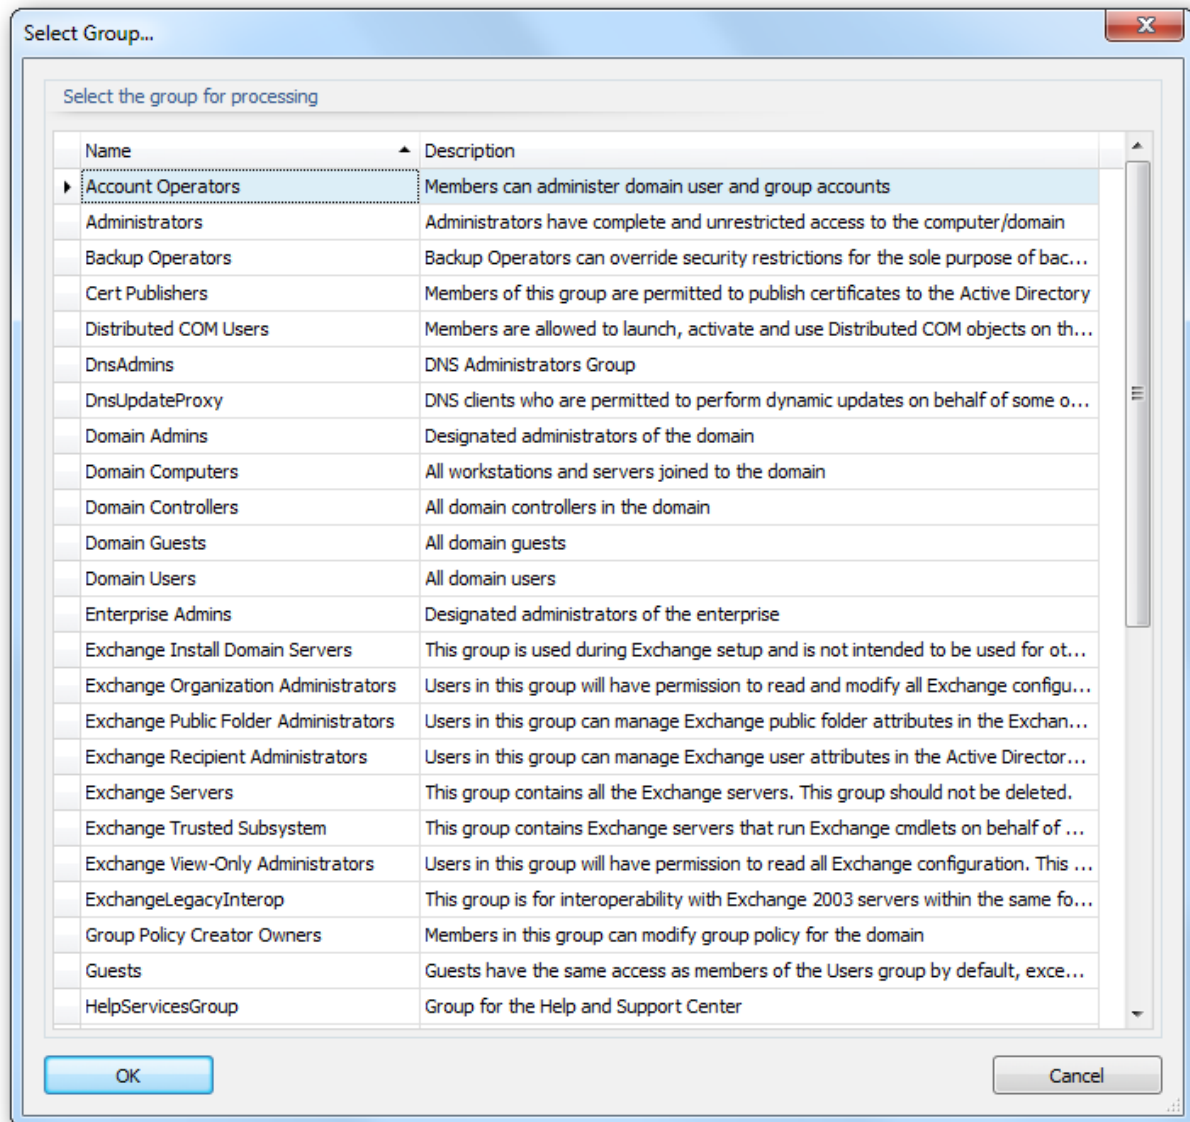 Select Group...
Select the group for processing
Name Description
Account Operators Members can administer domain user and group accounts
Administrators Administrators have complete and unrestricted access to the computer/domain
Backup Operators Backup Operators can override security restrictions for the sole purpose of bac...
Cert Publishers Members of this group are permitted to publish certificates to the Active Directory
Distributed COM Users Members are allowed to launch, activate and use Distributed COM objects on th...
DnsAdmins DNS Administrators Group
DnsUpdateProxy DNS clients who are permitted to perform dynamic updates on behalf of some o...
Domain Admins Designated administrators of the domain
Domain Computers All workstations and servers joined to the domain
Domain Controllers All domain controllers in the domain
Domain Guests All domain guests
Domain Users All domain users
Enterprise Admins Designated administrators of the enterprise
Exchange Install Domain Servers This group is used during Exchange setup and is not intended to be used for ot...
Exchange Organization Administrators Users in this group will have permission to read and modify all Exchange configu...
Exchange Public Folder Administrators Users in this group can manage Exchange public folder attributes in the Exchan...
Exchange Recipient Administrators Users in this group can manage Exchange user attributes in the Active Director...
Exchange Servers This group contains all the Exchange servers. This group should not be deleted.
Exchange Trusted Subsystem This group contains Exchange servers that run Exchange cmdlets on behalf of ...
Exchange View-Only Administrators Users in this group will have permission to read all Exchange configuration. This ...
ExchangeLegacyInterop This group is for interoperability with Exchange 2003 servers within the same fo...
Group Policy Creator Owners Members in this group can modify group policy for the domain
Guests Guests have the same access as members of the Users group by default, exce...
HelpServicesGroup Group for the Help and Support Center
OK Cancel